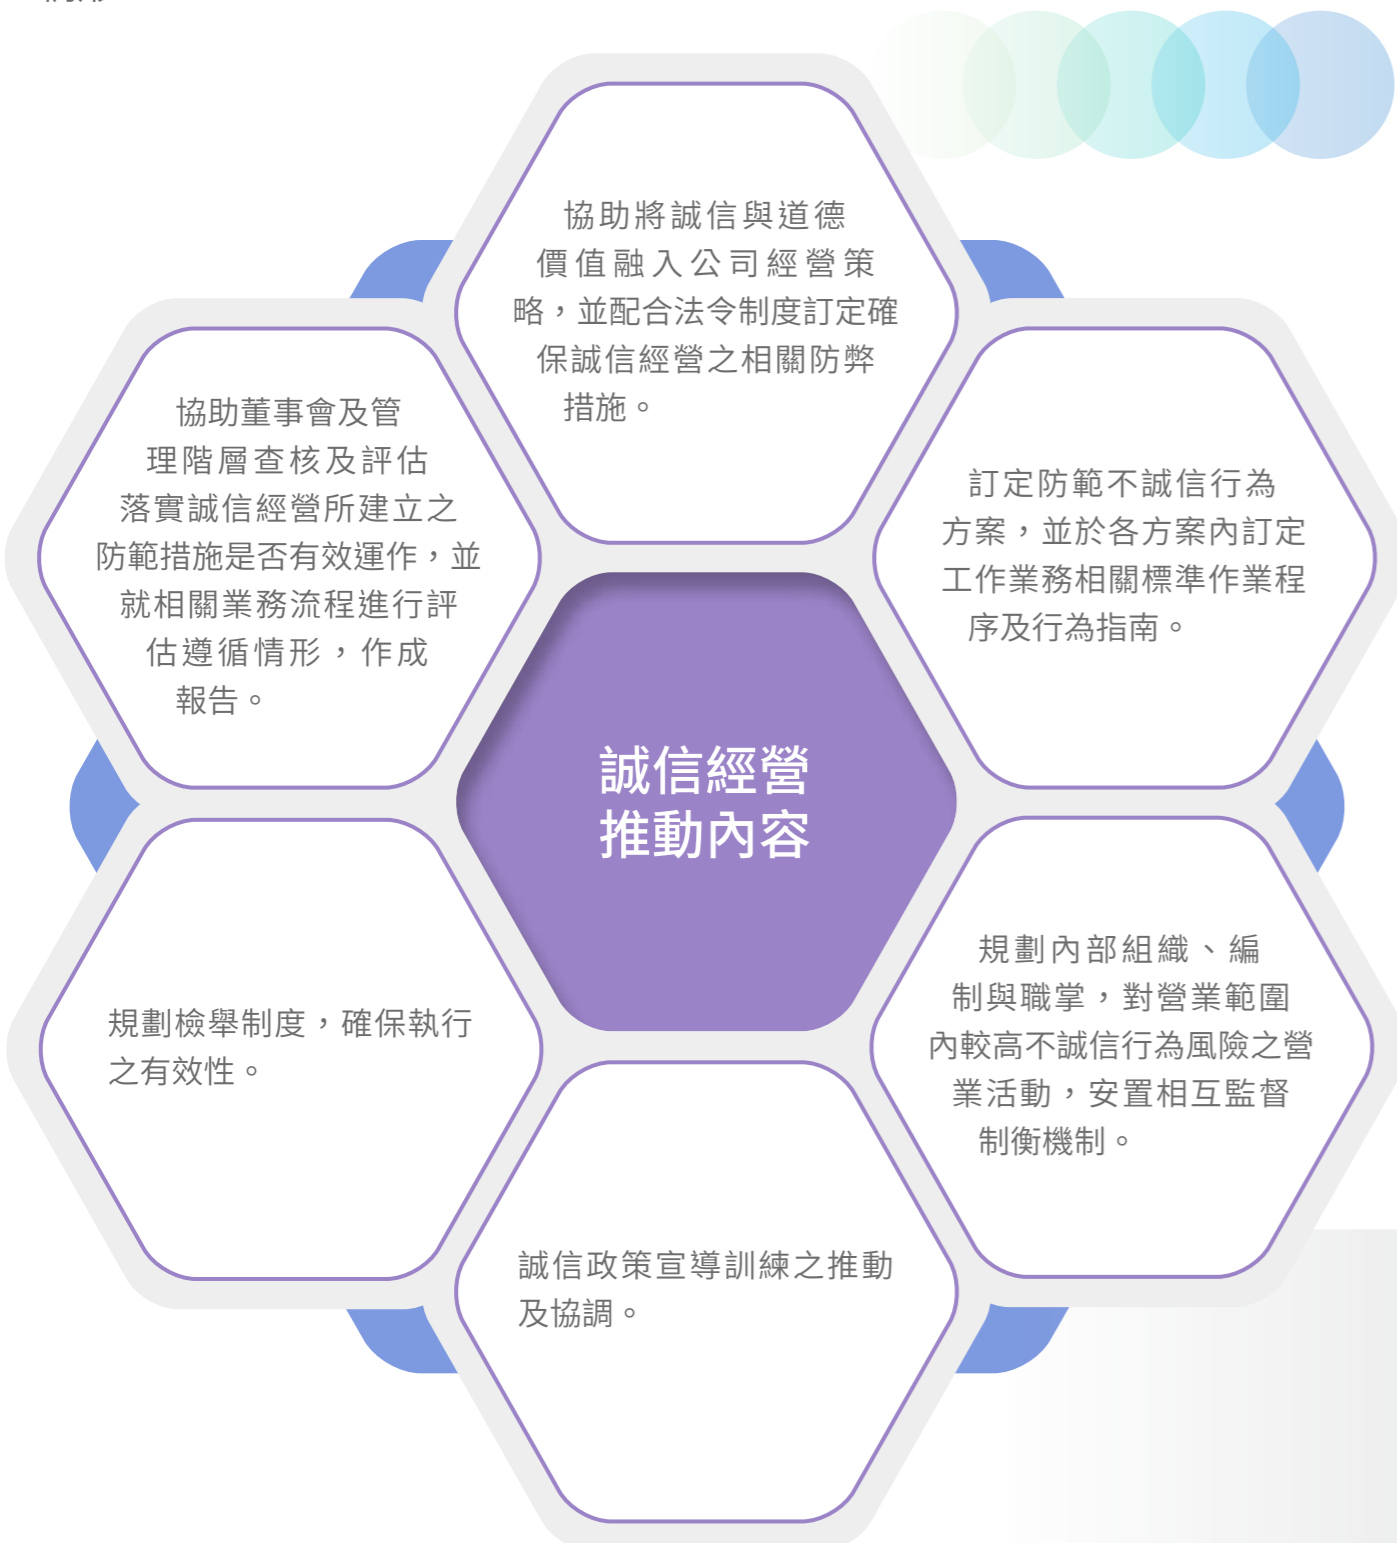 協助將誠信與道德
價值融入公司經營策
略，並配合法令制度訂定確
保誠信經營之相關防弊
措施。
訂定防範不誠信行為
方案，並於各方案內訂定
工作業務相關標準作業程
序及行為指南。
規劃內部組織、編
制與職掌，對營業範圍
內較高不誠信行為風險之營
業活動，安置相互監督
制衡機制。
誠信政策宣導訓練之推動
及協調。
規劃檢舉制度，確保執行
之有效性。
協助董事會及管
理階層查核及評估
落實誠信經營所建立之
防範措施是否有效運作，並
就相關業務流程進行評
估遵循情形，作成
報告。
誠信經營
推動內容